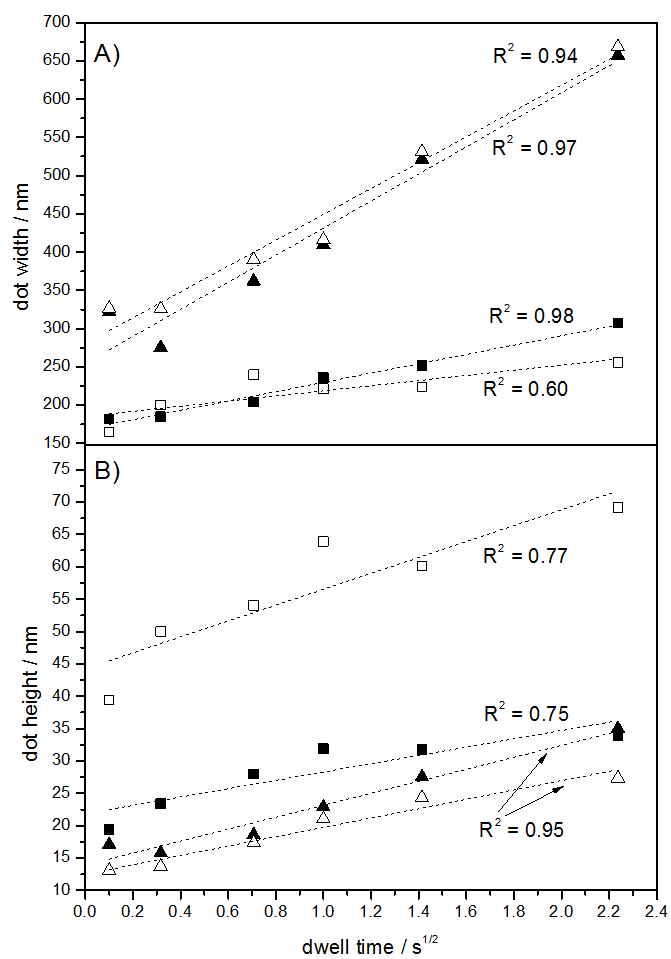 700
650
600
550
500
450
400
350
300
250
200
150
dot width / nm
A)
R² = 0.94
R² = 0.97
R² = 0.98
R² = 0.60
75
70
65
60
55
50
45
40
35
30
25
20
15
10
dot height / nm
B)
R² = 0.77
R² = 0.75
R² = 0.95
0.0 0.2 0.4 0.6 0.8 1.0 1.2 1.4 1.6 1.8 2.0 2.2 2.4
dwell time / s^1/2